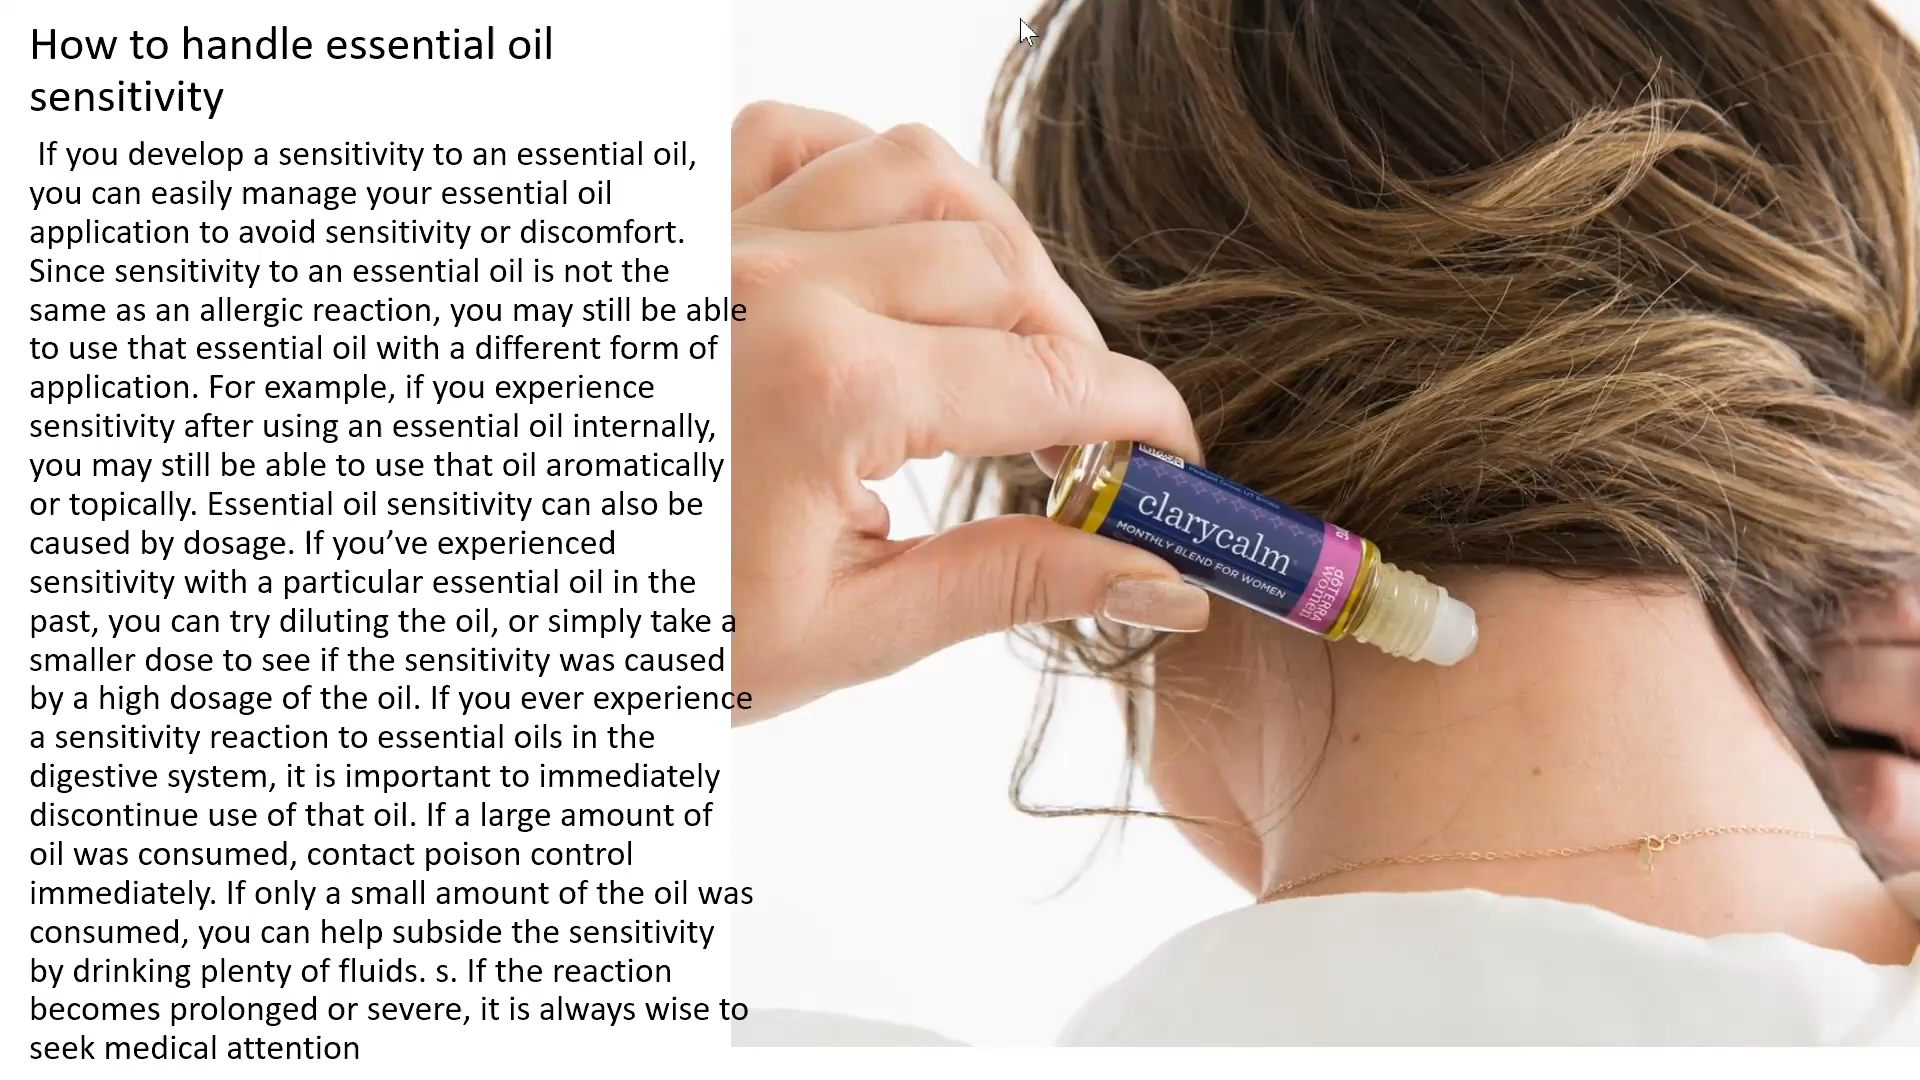 How to handle essential oil
sensitivity
If you develop a sensitivity to an essential oil,
you can easily manage your essential oil
application to avoid sensitivity or discomfort.
Since sensitivity to an essential oil is not the
same as an allergic reaction, you may still be able
to use that essential oil with a different form of
application. For example, if you experience
sensitivity after using an essential oil internally,
you may still be able to use that oil aromatically
or topically. Essential oil sensitivity can also be
caused by dosage. If you’ve experienced
sensitivity with a particular essential oil in the
past, you can try diluting the oil, or simply take a
smaller dose to see if the sensitivity was caused
by a high dosage of the oil. If you ever experience
a sensitivity reaction to essential oils in the
digestive system, it is important to immediately
discontinue use of that oil. If a large amount of
oil was consumed, contact poison control
immediately. If only a small amount of the oil was
consumed, you can help subside the sensitivity
by drinking plenty of fluids. s. If the reaction
becomes prolonged or severe, it is always wise to
seek medical attention
clarycalm
MONTHLY BLEND FOR WOMEN
dōTERRA
women